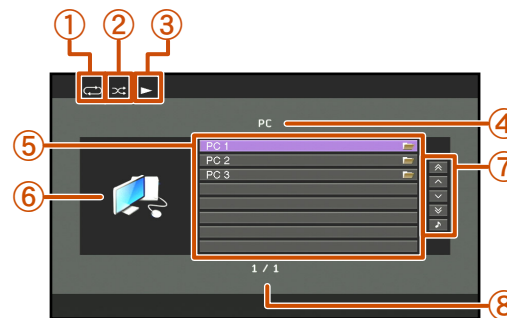 ① ② ③
PC ④
⑤ PC 1
PC 2
PC 3
⑥ ⑦
1 / 1
⑧